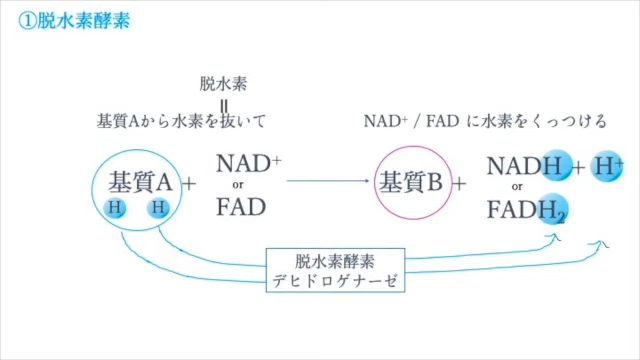 ①脱水素酵素
脱水素
||
基質Aから水素を抜いて
NAD⁺ / FAD に水素をくっつける
基質A + NAD⁺ or FAD
H H
基質B + NADH + H⁺
or
FADH₂
脱水素酵素
デヒドロゲナーゼ